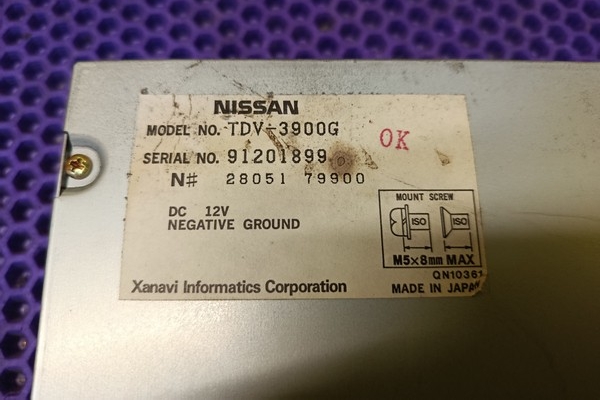 NISSAN
MODEL NO. TDV-3900G
OK
SERIAL NO. 91201899
N# 28051 79900
DC 12V
NEGATIVE GROUND
MOUNT SCREW
ISO ISO
M5×8mm MAX
QN10361
Xanavi Informatics Corporation
MADE IN JAPAN